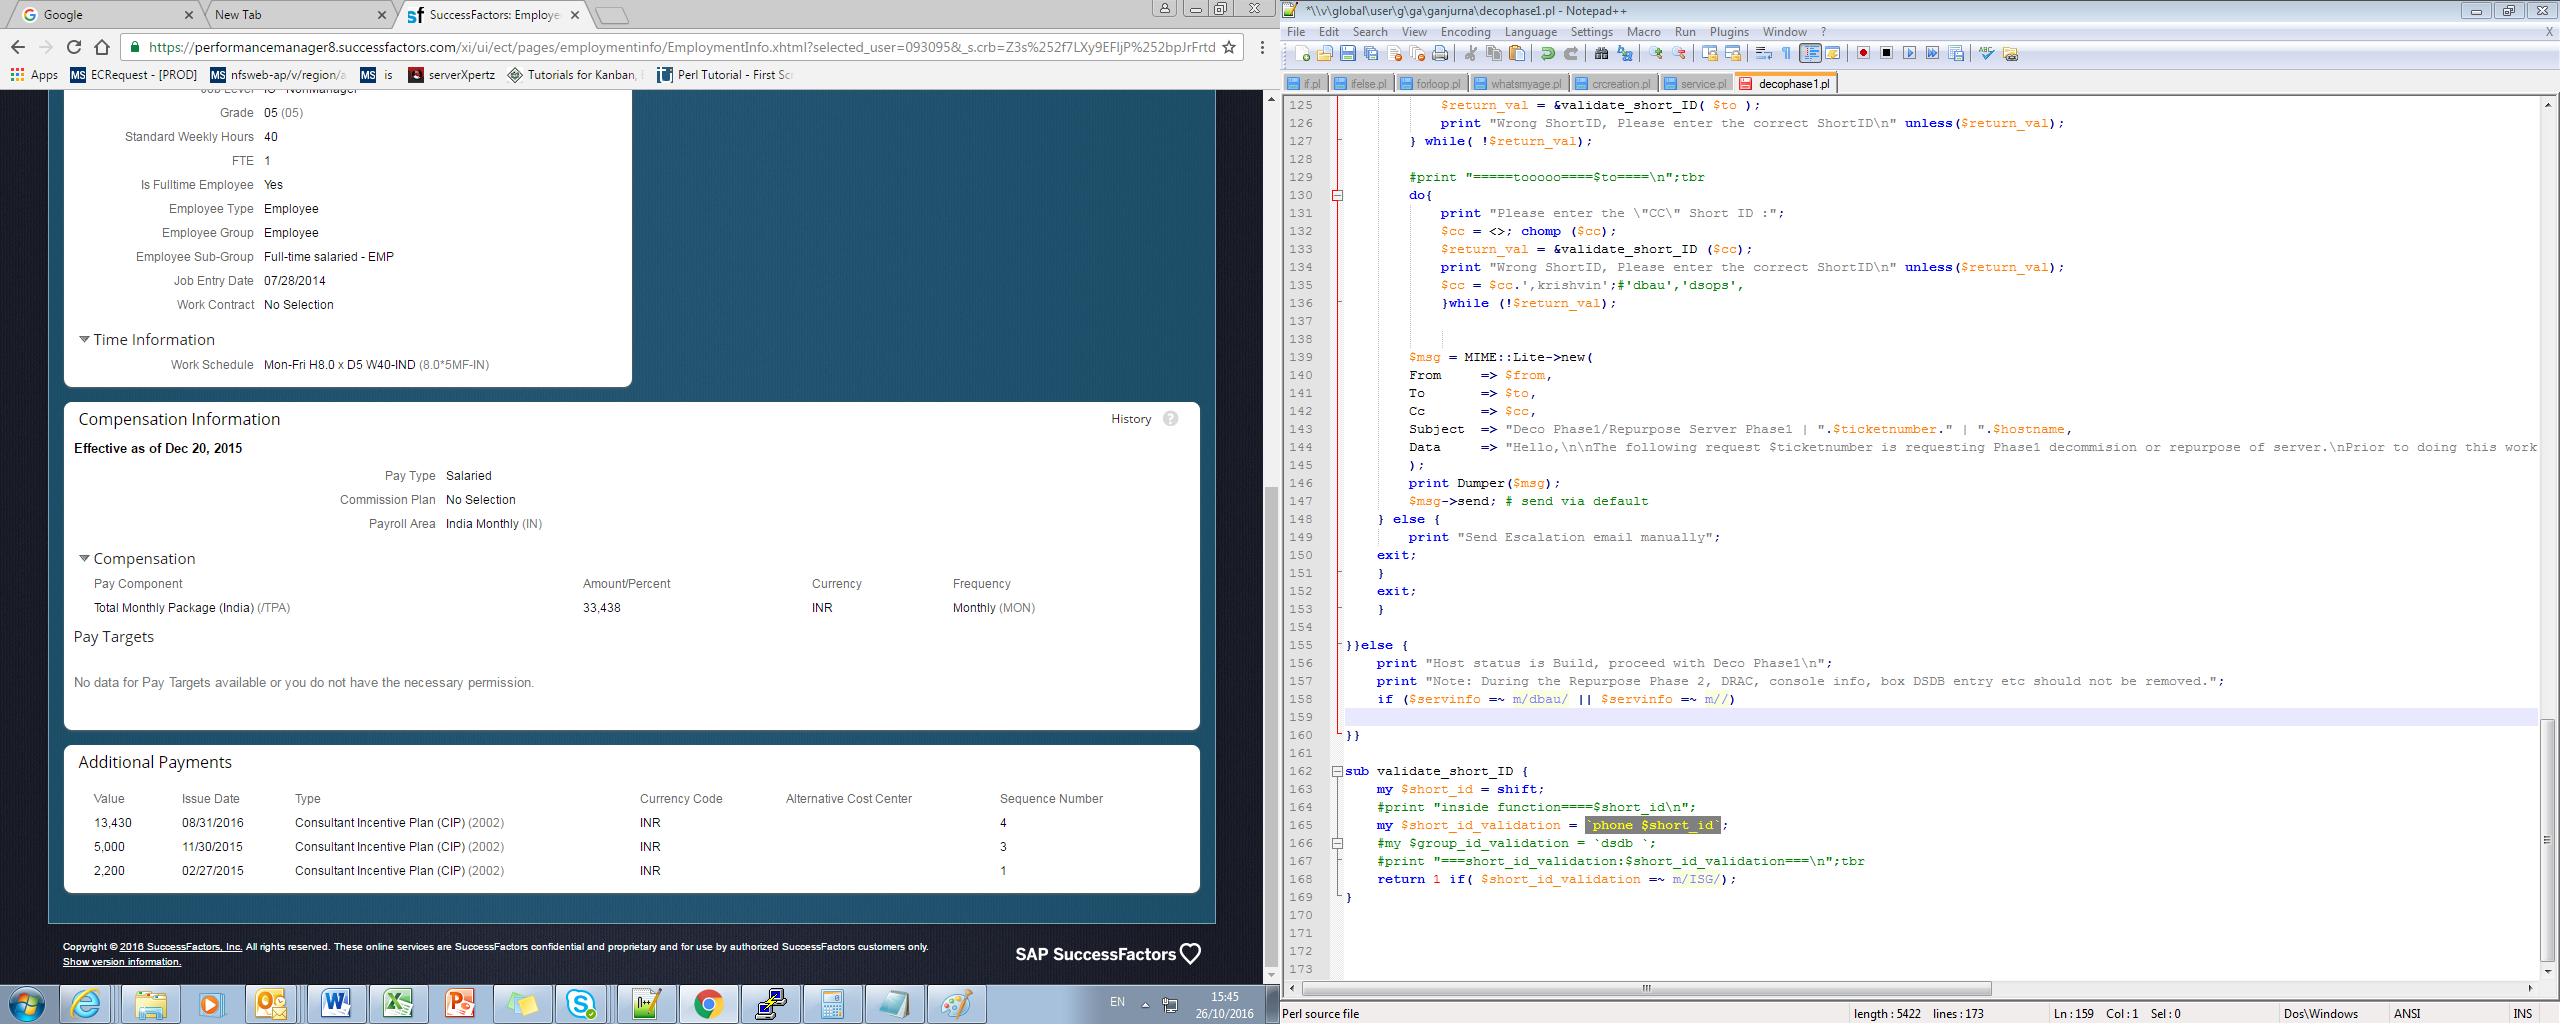 Google
New Tab
SuccessFactors: Employe
https://performancemanager8.successfactors.com/xi/ui/ect/pages/employmentinfo/EmploymentInfo.xhtml?selected_user=093095&_s.crb=Z3s%252f7LXy9EFIjP%252bpJrFrtd
Apps
ECRequest - [PROD]
nfsweb-ap/v/region/a
is
serverXpertz
Tutorials for Kanban,
Perl Tutorial - First Sc
Job Level IC - NonManager
Grade 05 (05)
Standard Weekly Hours 40
FTE 1
Is Fulltime Employee Yes
Employee Type Employee
Employee Group Employee
Employee Sub-Group Full-time salaried - EMP
Job Entry Date 07/28/2014
Work Contract No Selection
Time Information
Work Schedule Mon-Fri H8.0 x D5 W40-IND (8.0*5MF-IN)
Compensation Information
History ?
Effective as of Dec 20, 2015
Pay Type Salaried
Commission Plan No Selection
Payroll Area India Monthly (IN)
Compensation
Pay Component Amount/Percent Currency Frequency
Total Monthly Package (India) (/TPA) 33,438 INR Monthly (MON)
Pay Targets
No data for Pay Targets available or you do not have the necessary permission.
Additional Payments
Value Issue Date Type Currency Code Alternative Cost Center Sequence Number
13,430 08/31/2016 Consultant Incentive Plan (CIP) (2002) INR 4
5,000 11/30/2015 Consultant Incentive Plan (CIP) (2002) INR 3
2,200 02/27/2015 Consultant Incentive Plan (CIP) (2002) INR 1
Copyright © 2016 SuccessFactors, Inc. All rights reserved. These online services are SuccessFactors confidential and proprietary and for use by authorized SuccessFactors customers only.
Show version information.
SAP SuccessFactors
EN
15:45
26/10/2016
*\\v\global\user\g\ga\ganjurna\decophase1.pl - Notepad++
File Edit Search View Encoding Language Settings Macro Run Plugins Window ? X
if.pl ifelse.pl forloop.pl whatsmyage.pl crcreation.pl service.pl decophase1.pl
125 $return_val = &validate_short_ID( $to );
126 print "Wrong ShortID, Please enter the correct ShortID\n" unless($return_val);
127 } while( !$return_val);
128
129 #print "=====tooooo====$to====\n";tbr
130 do{
131 print "Please enter the \"CC\" Short ID :";
132 $cc = <>; chomp ($cc);
133 $return_val = &validate_short_ID ($cc);
134 print "Wrong ShortID, Please enter the correct ShortID\n" unless($return_val);
135 $cc = $cc.',krishvin';#'dbau','dsops',
136 }while (!$return_val);
137
138
139 $msg = MIME::Lite->new(
140 From => $from,
141 To => $to,
142 Cc => $cc,
143 Subject => "Deco Phase1/Repurpose Server Phase1 | ".$ticketnumber." | ".$hostname,
144 Data => "Hello,\n\nThe following request $ticketnumber is requesting Phase1 decommision or repurpose of server.\nPrior to doing this work
145 );
146 print Dumper($msg);
147 $msg->send; # send via default
148 } else {
149 print "Send Escalation email manually";
150 exit;
151 }
152 exit;
153 }
154
155 }}else {
156 print "Host status is Build, proceed with Deco Phase1\n";
157 print "Note: During the Repurpose Phase 2, DRAC, console info, box DSDB entry etc should not be removed.";
158 if ($servinfo =~ m/dbau/ || $servinfo =~ m//)
159
160 }}
161
162 sub validate_short_ID {
163 my $short_id = shift;
164 #print "inside function====$short_id\n";
165 my $short_id_validation = `phone $short_id`;
166 #my $group_id_validation = `dsdb `;
167 #print "===short_id_validation:$short_id_validation===\n";tbr
168 return 1 if( $short_id_validation =~ m/ISG/);
169 }
170
171
172
173
Perl source file
length : 5422 lines : 173
Ln : 159 Col : 1 Sel : 0
Dos\Windows
ANSI
INS